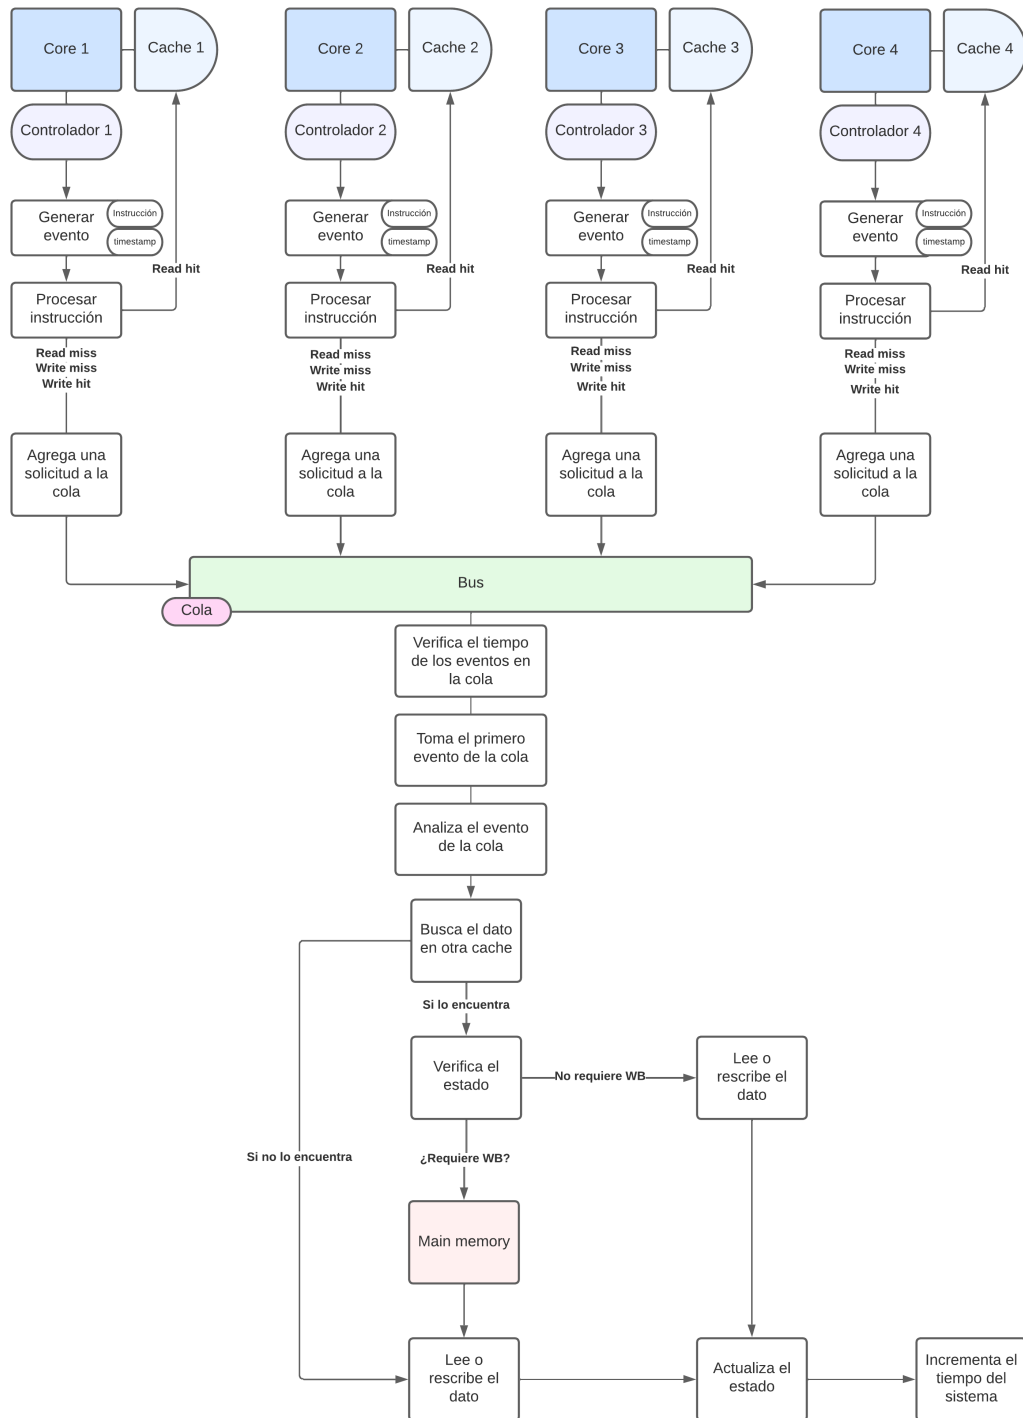 Core 1
Cache 1
Core 2
Cache 2
Core 3
Cache 3
Core 4
Cache 4
Controlador 1
Controlador 2
Controlador 3
Controlador 4
Generar
evento
Instrucción
timestamp
Generar
evento
Instrucción
timestamp
Generar
evento
Instrucción
timestamp
Generar
evento
Instrucción
timestamp
Read hit
Read hit
Read hit
Read hit
Procesar
instrucción
Procesar
instrucción
Procesar
instrucción
Procesar
instrucción
Read miss
Write miss
Write hit
Read miss
Write miss
Write hit
Read miss
Write miss
Write hit
Read miss
Write miss
Write hit
Agrega una
solicitud a la
cola
Agrega una
solicitud a la
cola
Agrega una
solicitud a la
cola
Agrega una
solicitud a la
cola
Bus
Cola
Verifica el tiempo
de los eventos en
la cola
Toma el primero
evento de la cola
Analiza el evento
de la cola
Busca el dato
en otra cache
Si lo encuentra
Verifica el
estado
No requiere WB
Lee o
rescribe el
dato
Si no lo encuentra
¿Requiere WB?
Main memory
Lee o
rescribe el
dato
Actualiza el
estado
Incrementa el
tiempo del
sistema